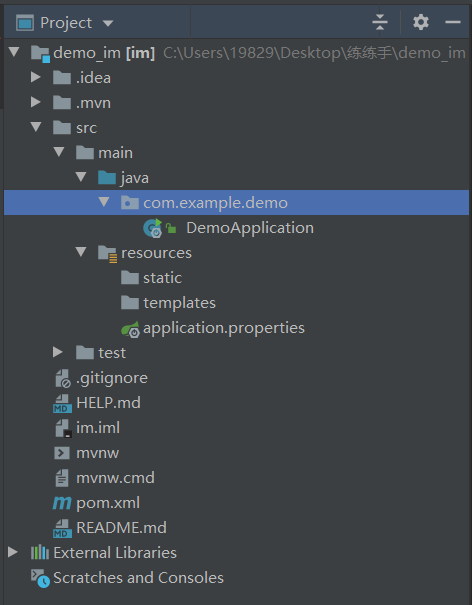 Project
demo_im [im] C:\Users\19829\Desktop\练练手\demo_im
.idea
.mvn
src
main
java
com.example.demo
DemoApplication
resources
static
templates
application.properties
test
.gitignore
MD HELP.md
im.iml
mvnw
mvnw.cmd
m pom.xml
MD README.md
External Libraries
Scratches and Consoles